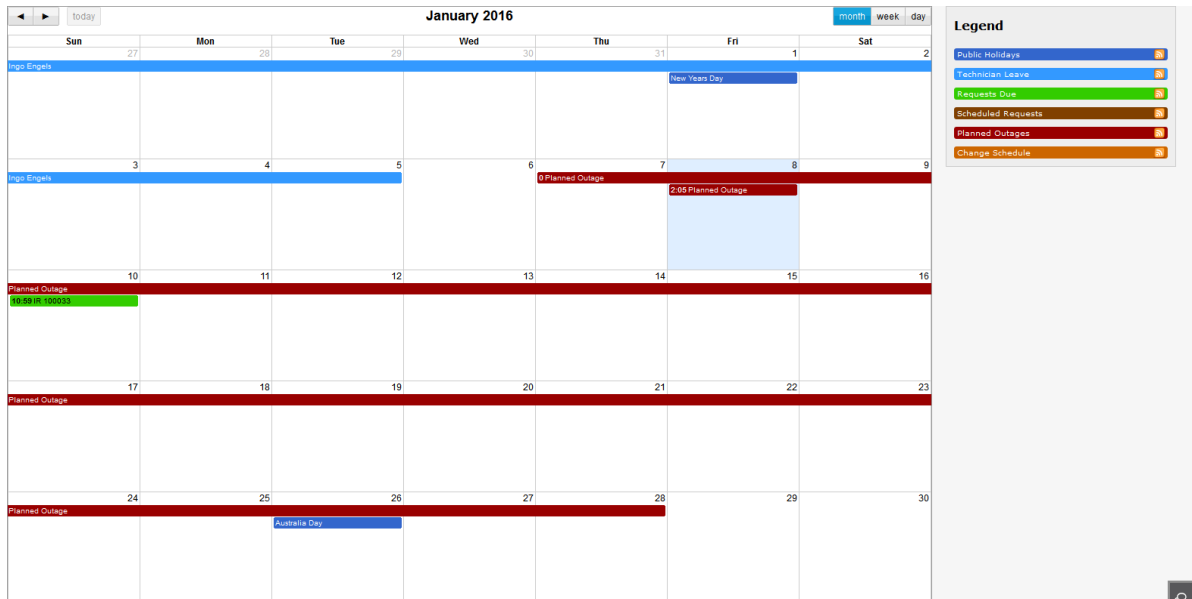 today
January 2016
month week day
Sun Mon Tue Wed Thu Fri Sat
27 28 29 30 31 1 2
Ingo Engels
New Years Day
3 4 5 6 7 8 9
Ingo Engels
0 Planned Outage
2:05 Planned Outage
10 11 12 13 14 15 16
Planned Outage
10:59 IR 100033
17 18 19 20 21 22 23
Planned Outage
24 25 26 27 28 29 30
Planned Outage
Australia Day
Legend
Public Holidays
Technician Leave
Requests Due
Scheduled Requests
Planned Outages
Change Schedule